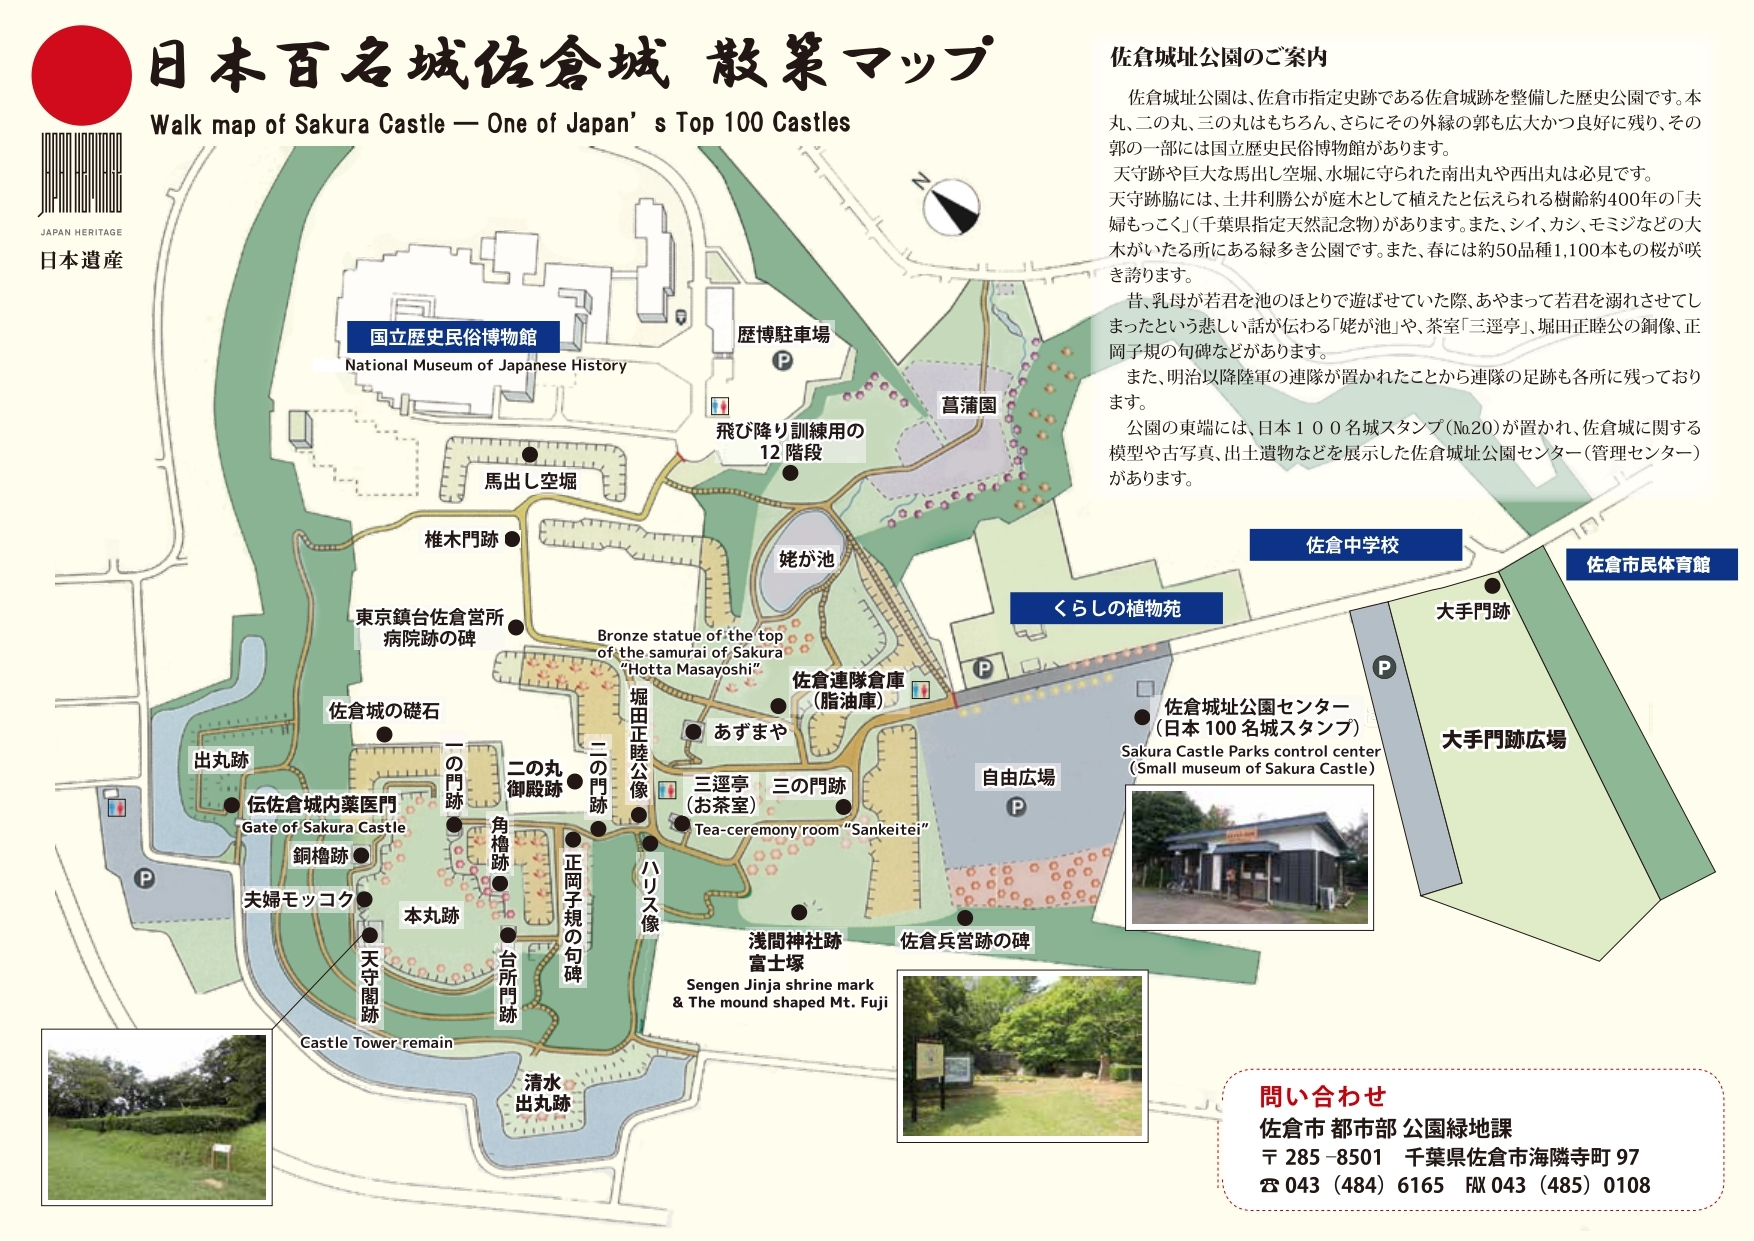 日本百名城佐倉城 散策マップ
Walk map of Sakura Castle — One of Japan’s Top 100 Castles
JAPAN HERITAGE
日本遺産
佐倉城址公園のご案内
佐倉城址公園は、佐倉市指定史跡である佐倉城跡を整備した歴史公園です。本
丸、二の丸、三の丸はもちろん、さらにその外縁の郭も広大かつ良好に残り、その
郭の一部には国立歴史民俗博物館があります。
天守跡や巨大な馬出し空堀、水堀に守られた南出丸や西出丸は必見です。
天守跡脇には、土井利勝公が庭木として植えたと伝えられる樹齢約400年の「夫
婦もっこく」(千葉県指定天然記念物)があります。また、シイ、カシ、モミジなどの大
木がいたる所にある緑多き公園です。また、春には約50品種1,100本もの桜が咲
き誇ります。
昔、乳母が若君を池のほとりで遊ばせていた際、あやまって若君を溺れさせてし
まったという悲しい話が伝わる「姥が池」や、茶室「三逕亭」、堀田正睦公の銅像、正
岡子規の句碑などがあります。
また、明治以降陸軍の連隊が置かれたことから連隊の足跡も各所に残っており
ます。
公園の東端には、日本１００名城スタンプ(№20)が置かれ、佐倉城に関する
模型や古写真、出土遺物などを展示した佐倉城址公園センター(管理センター)
があります。
N
国立歴史民俗博物館
National Museum of Japanese History
歴博駐車場
P
飛び降り訓練用の
12 階段
菖蒲園
馬出し空堀
椎木門跡
姥が池
東京鎮台佐倉営所
病院跡の碑
佐倉中学校
佐倉市民体育館
くらしの植物苑
P
大手門跡
P
大手門跡広場
Bronze statue of the top
of the samurai of Sakura
“Hotta Masayoshi”
堀田正睦公像
佐倉連隊倉庫
(脂油庫)
あずまや
佐倉城の礎石
出丸跡
一の門跡
二の丸
御殿跡
二の門跡
三逕亭
(お茶室)
三の門跡
Tea-ceremony room “Sankeitei”
自由広場
P
佐倉城址公園センター
(日本 100 名城スタンプ)
Sakura Castle Parks control center
(Small museum of Sakura Castle)
伝佐倉城内薬医門
Gate of Sakura Castle
銅櫓跡
角櫓跡
夫婦モッコク
P
本丸跡
正岡子規の句碑
ハリス像
天守閣跡
台所門跡
Castle Tower remain
浅間神社跡
富士塚
Sengen Jinja shrine mark
& The mound shaped Mt. Fuji
佐倉兵営跡の碑
清水
出丸跡
問い合わせ
佐倉市 都市部 公園緑地課
〒 285 -8501　千葉県佐倉市海隣寺町 97
☎ 043（484）6165　FAX 043（485）0108